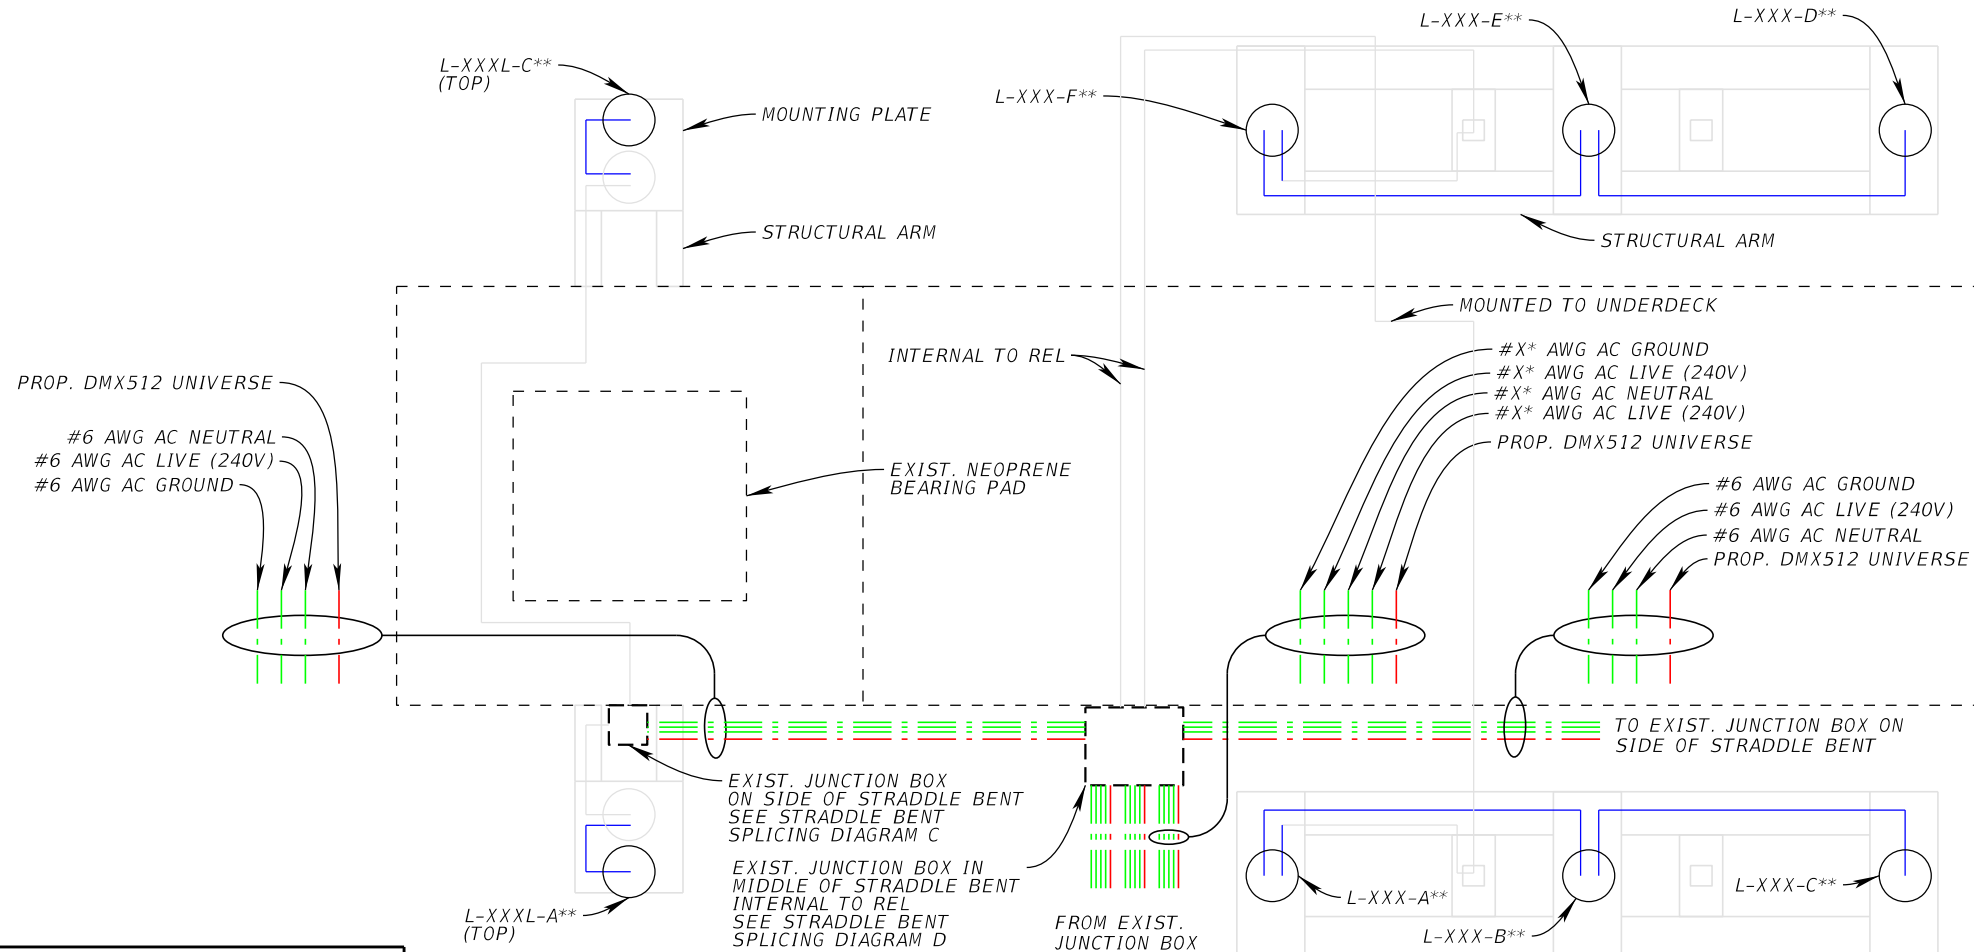 L-XXX-E**
L-XXX-D**
L-XXXL-C**
(TOP)
L-XXX-F**
MOUNTING PLATE
STRUCTURAL ARM
STRUCTURAL ARM
MOUNTED TO UNDERDECK
INTERNAL TO REL
#X* AWG AC GROUND
#X* AWG AC LIVE (240V)
#X* AWG AC NEUTRAL
#X* AWG AC LIVE (240V)
PROP. DMX512 UNIVERSE
PROP. DMX512 UNIVERSE
#6 AWG AC NEUTRAL
#6 AWG AC LIVE (240V)
#6 AWG AC GROUND
EXIST. NEOPRENE
BEARING PAD
#6 AWG AC GROUND
#6 AWG AC LIVE (240V)
#6 AWG AC NEUTRAL
PROP. DMX512 UNIVERSE
TO EXIST. JUNCTION BOX ON
SIDE OF STRADDLE BENT
EXIST. JUNCTION BOX
ON SIDE OF STRADDLE BENT
SEE STRADDLE BENT
SPLICING DIAGRAM C
EXIST. JUNCTION BOX IN
MIDDLE OF STRADDLE BENT
INTERNAL TO REL
SEE STRADDLE BENT
SPLICING DIAGRAM D
L-XXXL-A**
(TOP)
FROM EXIST.
JUNCTION BOX
L-XXX-A**
L-XXX-B**
L-XXX-C**